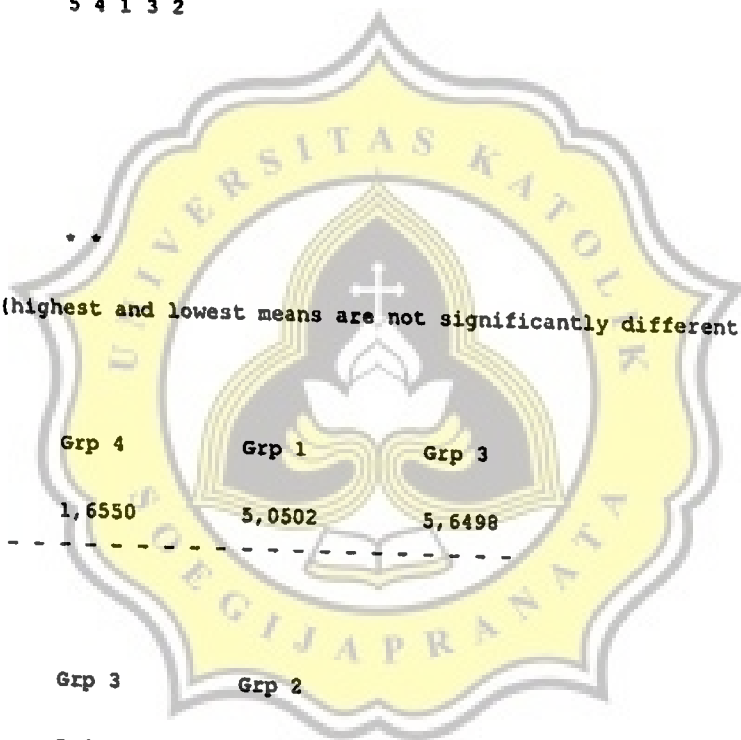 5 4 1 3 2
* *
(highest and lowest means are not significantly different
Grp 4 Grp 1 Grp 3
1,6550 5,0502 5,6498
- - - - - - - - - - - - - - - - - - - -
Grp 3 Grp 2
UNIVERSITAS KATOLIK
SOEGIJAPRANATA